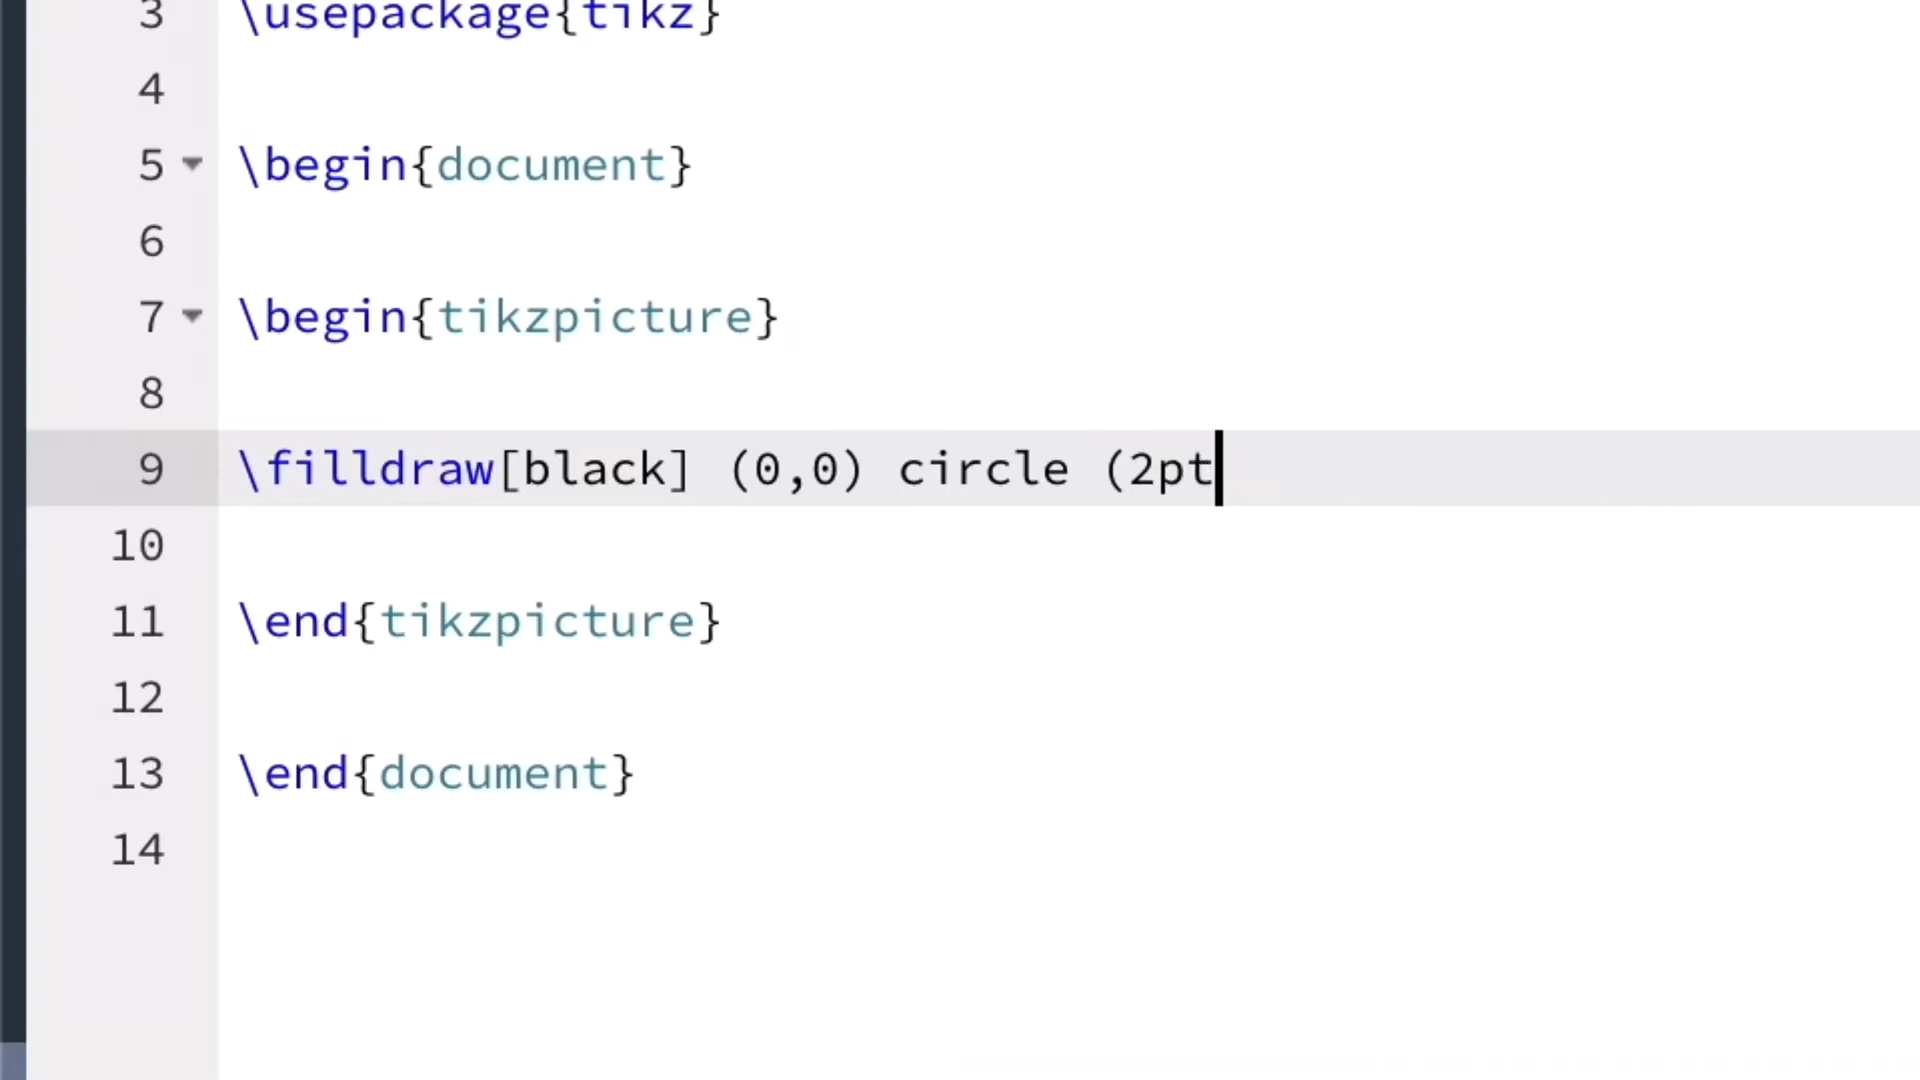 3 \usepackage{tikz}
4
5 \begin{document}
6
7 \begin{tikzpicture}
8
9 \filldraw[black] (0,0) circle (2pt
10
11 \end{tikzpicture}
12
13 \end{document}
14